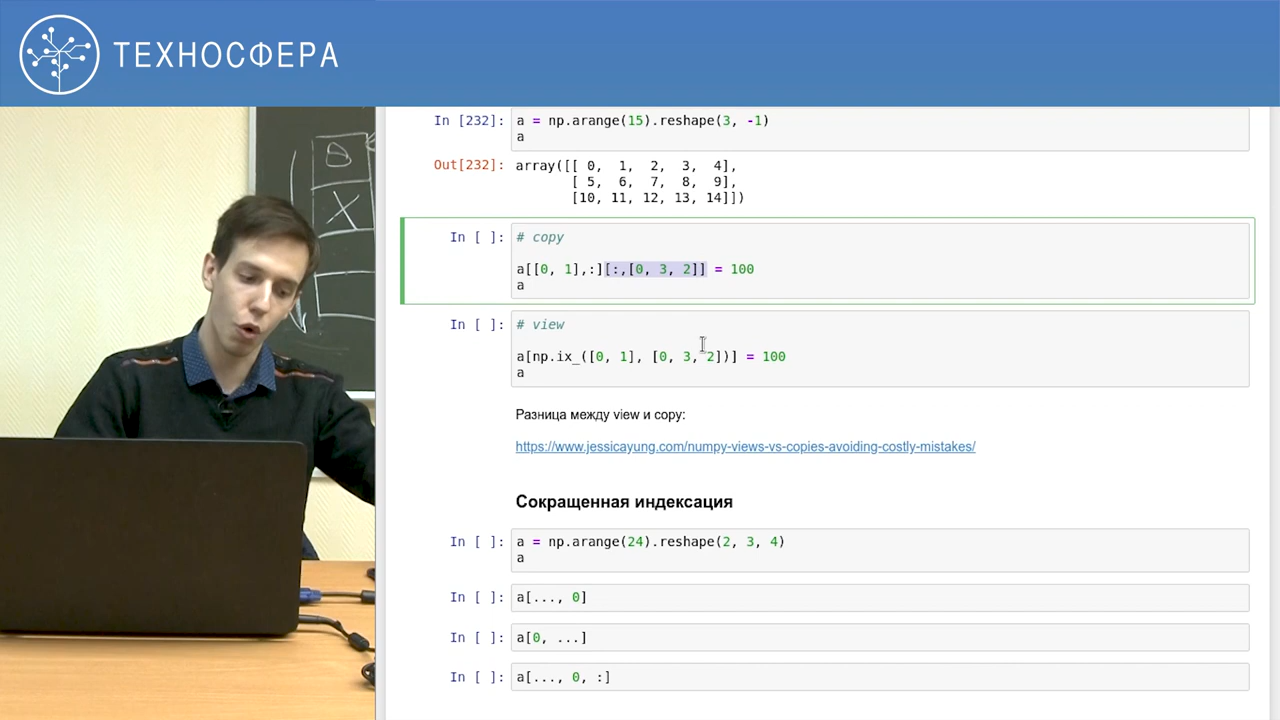 ТЕХНОСФЕРА
In [232]: a = np.arange(15).reshape(3, -1)
a
Out[232]: array([[ 0, 1, 2, 3, 4],
[ 5, 6, 7, 8, 9],
[10, 11, 12, 13, 14]])
In [ ]: # copy
a[[0, 1],:][:,[0, 3, 2]] = 100
a
In [ ]: # view
a[np.ix_([0, 1], [0, 3, 2])] = 100
a
Разница между view и copy:
https://www.jessicayung.com/numpy-views-vs-copies-avoiding-costly-mistakes/
Сокращенная индексация
In [ ]: a = np.arange(24).reshape(2, 3, 4)
a
In [ ]: a[..., 0]
In [ ]: a[0, ...]
In [ ]: a[..., 0, :]